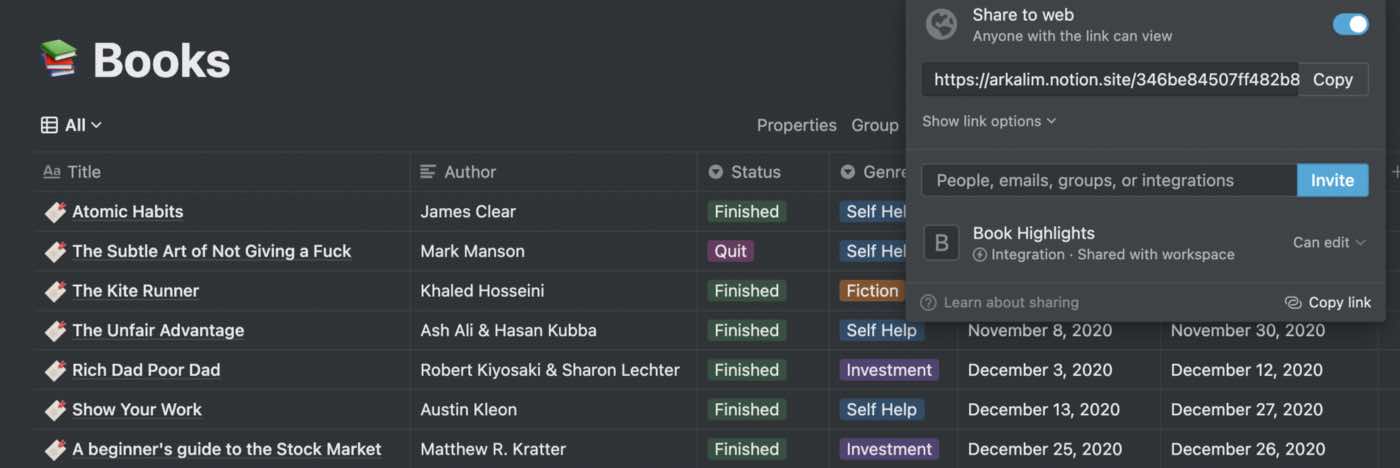 Books
All
Properties Group
Aa Title Author Status Genre
Atomic Habits James Clear Finished Self Hel
The Subtle Art of Not Giving a Fuck Mark Manson Quit Self Hel
The Kite Runner Khaled Hosseini Finished Fiction
The Unfair Advantage Ash Ali & Hasan Kubba Finished Self Help November 8, 2020 November 30, 2020
Rich Dad Poor Dad Robert Kiyosaki & Sharon Lechter Finished Investment December 3, 2020 December 12, 2020
Show Your Work Austin Kleon Finished Self Help December 13, 2020 December 27, 2020
A beginner's guide to the Stock Market Matthew R. Kratter Finished Investment December 25, 2020 December 26, 2020
Share to web
Anyone with the link can view
https://arkalim.notion.site/346be84507ff482b8 Copy
Show link options
People, emails, groups, or integrations Invite
B Book Highlights Can edit
Integration · Shared with workspace
? Learn about sharing Copy link